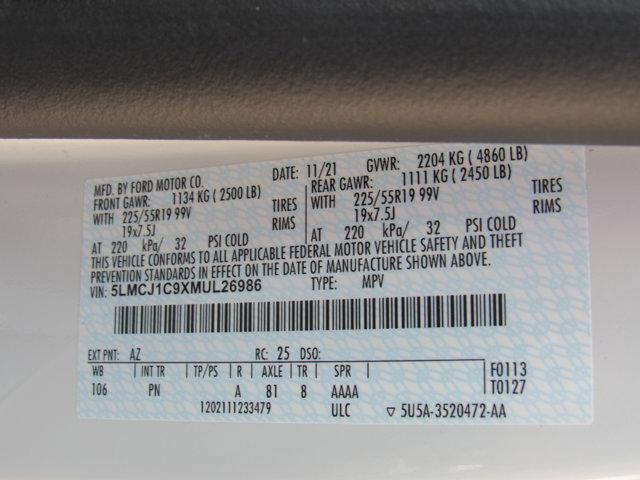 MFD. BY FORD MOTOR CO. DATE: 11/21 GVWR: 2204 KG ( 4860 LB)
FRONT GAWR: 1134 KG ( 2500 LB) REAR GAWR: 1111 KG ( 2450 LB)
WITH 225/55R19 99V TIRES WITH 225/55R19 99V TIRES
19x7.5J RIMS 19x7.5J RIMS
AT 220 kPa/ 32 PSI COLD AT 220 kPa/ 32 PSI COLD
THIS VEHICLE CONFORMS TO ALL APPLICABLE FEDERAL MOTOR VEHICLE SAFETY AND THEFT
PREVENTION STANDARDS IN EFFECT ON THE DATE OF MANUFACTURE SHOWN ABOVE.
VIN: 5LMCJ1C9XMUL26986 TYPE: MPV
EXT PNT: AZ RC: 25 DSO:
WB INT TR TP/PS R AXLE TR SPR F0113
106 PN A 81 8 AAAA T0127
1202111233479 ULC ▽ 5U5A-3520472-AA